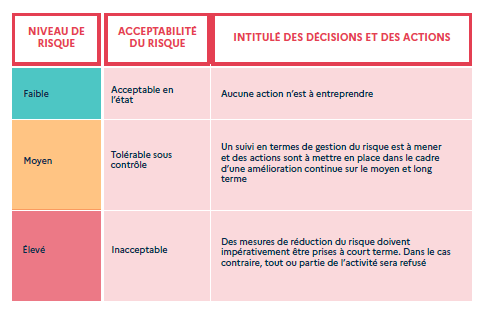 NIVEAU DE
RISQUE
ACCEPTABILITÉ
DU RISQUE
INTITULÉ DES DÉCISIONS ET DES ACTIONS
Faible
Acceptable en
l'état
Aucune action n'est à entreprendre
Moyen
Tolérable sous
contrôle
Un suivi en termes de gestion du risque est à mener
et des actions sont à mettre en place dans le cadre
d'une amélioration continue sur le moyen et long
terme
Élevé
Inacceptable
Des mesures de réduction du risque doivent
impérativement être prises à court terme. Dans le cas
contraire, tout ou partie de l'activité sera refusé